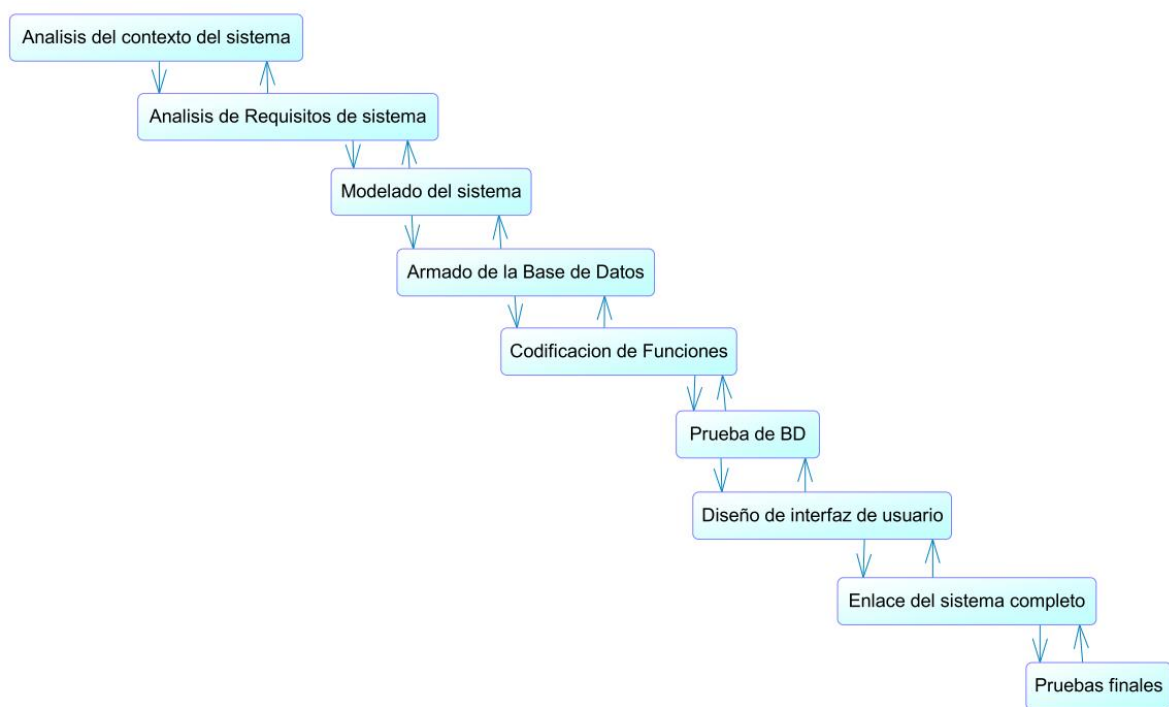 Analisis del contexto del sistema
Analisis de Requisitos de sistema
Modelado del sistema
Armado de la Base de Datos
Codificacion de Funciones
Prueba de BD
Diseño de interfaz de usuario
Enlace del sistema completo
Pruebas finales